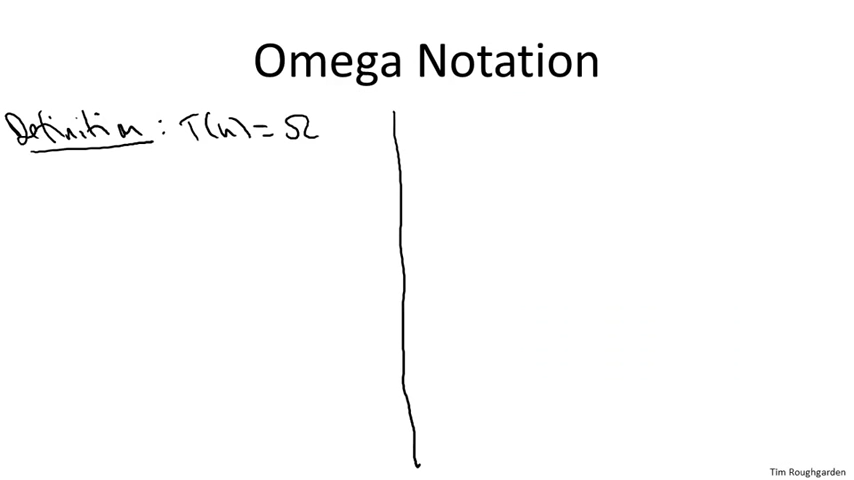 Omega Notation
Definition : T(n) = Ω
Tim Roughgarden